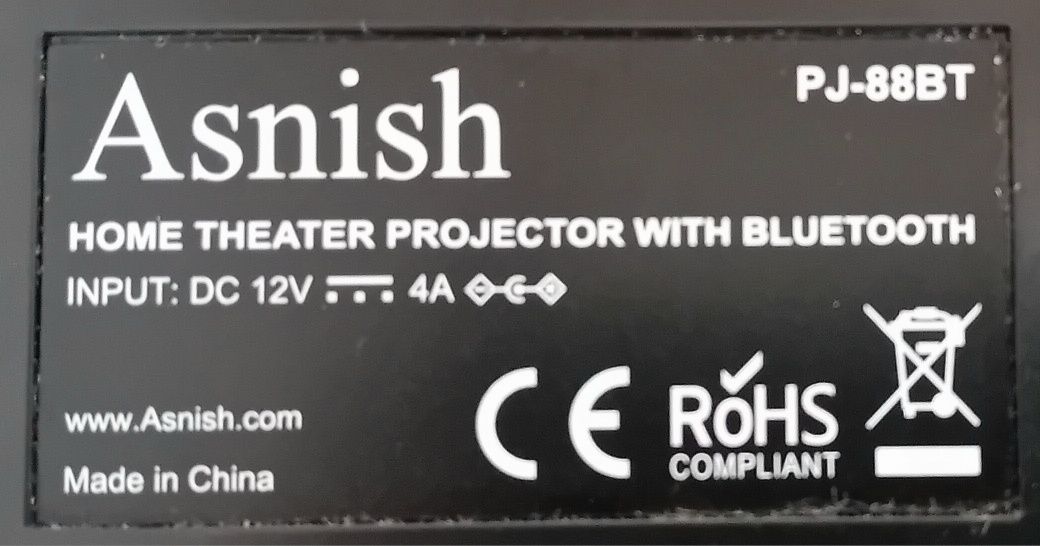 Asnish
PJ-88BT
HOME THEATER PROJECTOR WITH BLUETOOTH
INPUT: DC 12V ⎓ 4A
www.Asnish.com
Made in China
CE
RoHS
COMPLIANT